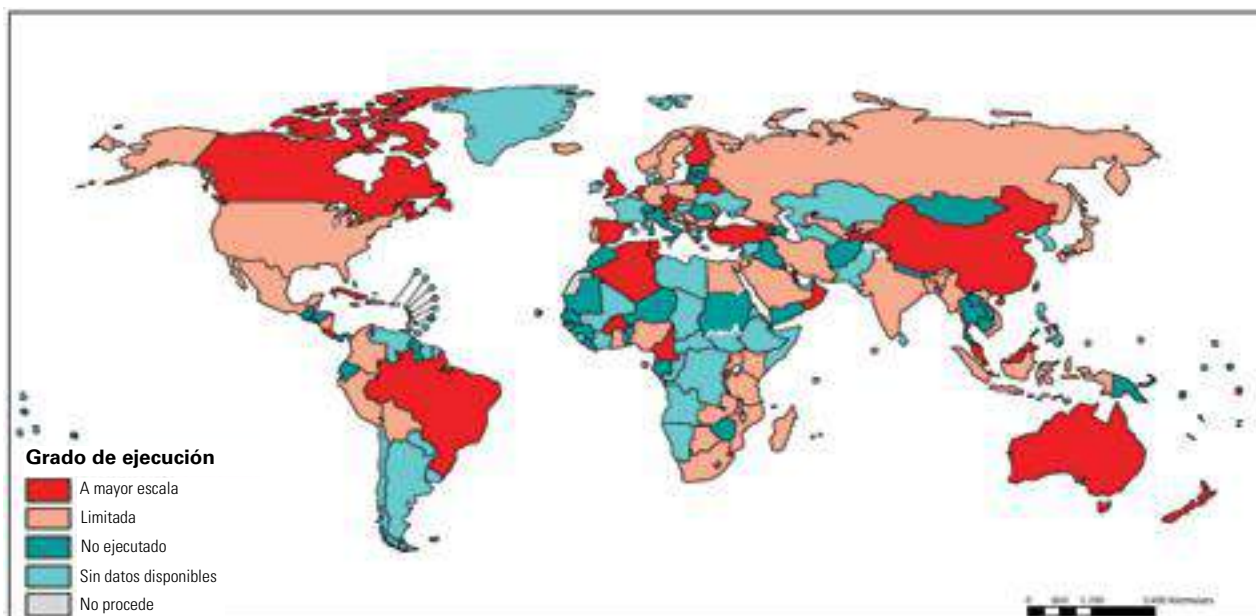 Grado de ejecución
A mayor escala
Limitada
No ejecutado
Sin datos disponibles
No procede